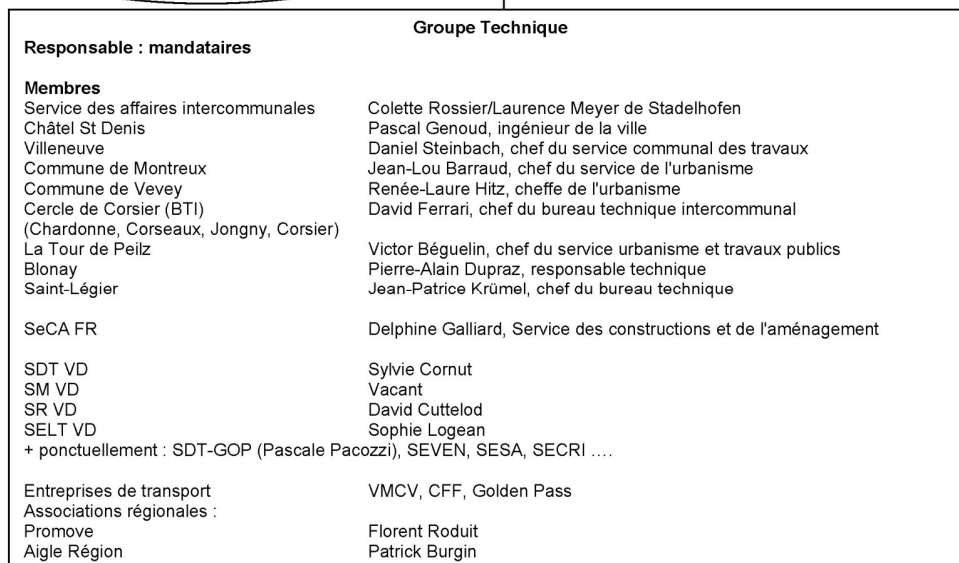 Groupe Technique
Responsable : mandataires
Membres
Service des affaires intercommunales Colette Rossier/Laurence Meyer de Stadelhofen
Châtel St Denis Pascal Genoud, ingénieur de la ville
Villeneuve Daniel Steinbach, chef du service communal des travaux
Commune de Montreux Jean-Lou Barraud, chef du service de l'urbanisme
Commune de Vevey Renée-Laure Hitz, cheffe de l'urbanisme
Cercle de Corsier (BTI) David Ferrari, chef du bureau technique intercommunal
(Chardonne, Corseaux, Jongny, Corsier)
La Tour de Peilz Victor Béguelin, chef du service urbanisme et travaux publics
Blonay Pierre-Alain Dupraz, responsable technique
Saint-Légier Jean-Patrice Krümel, chef du bureau technique
SeCA FR Delphine Galliard, Service des constructions et de l'aménagement
SDT VD Sylvie Cornut
SM VD Vacant
SR VD David Cuttelod
SELT VD Sophie Logean
+ ponctuellement : SDT-GOP (Pascale Pacozzi), SEVEN, SESA, SECRI ....
Entreprises de transport VMCV, CFF, Golden Pass
Associations régionales :
Promove Florent Roduit
Aigle Région Patrick Burgin